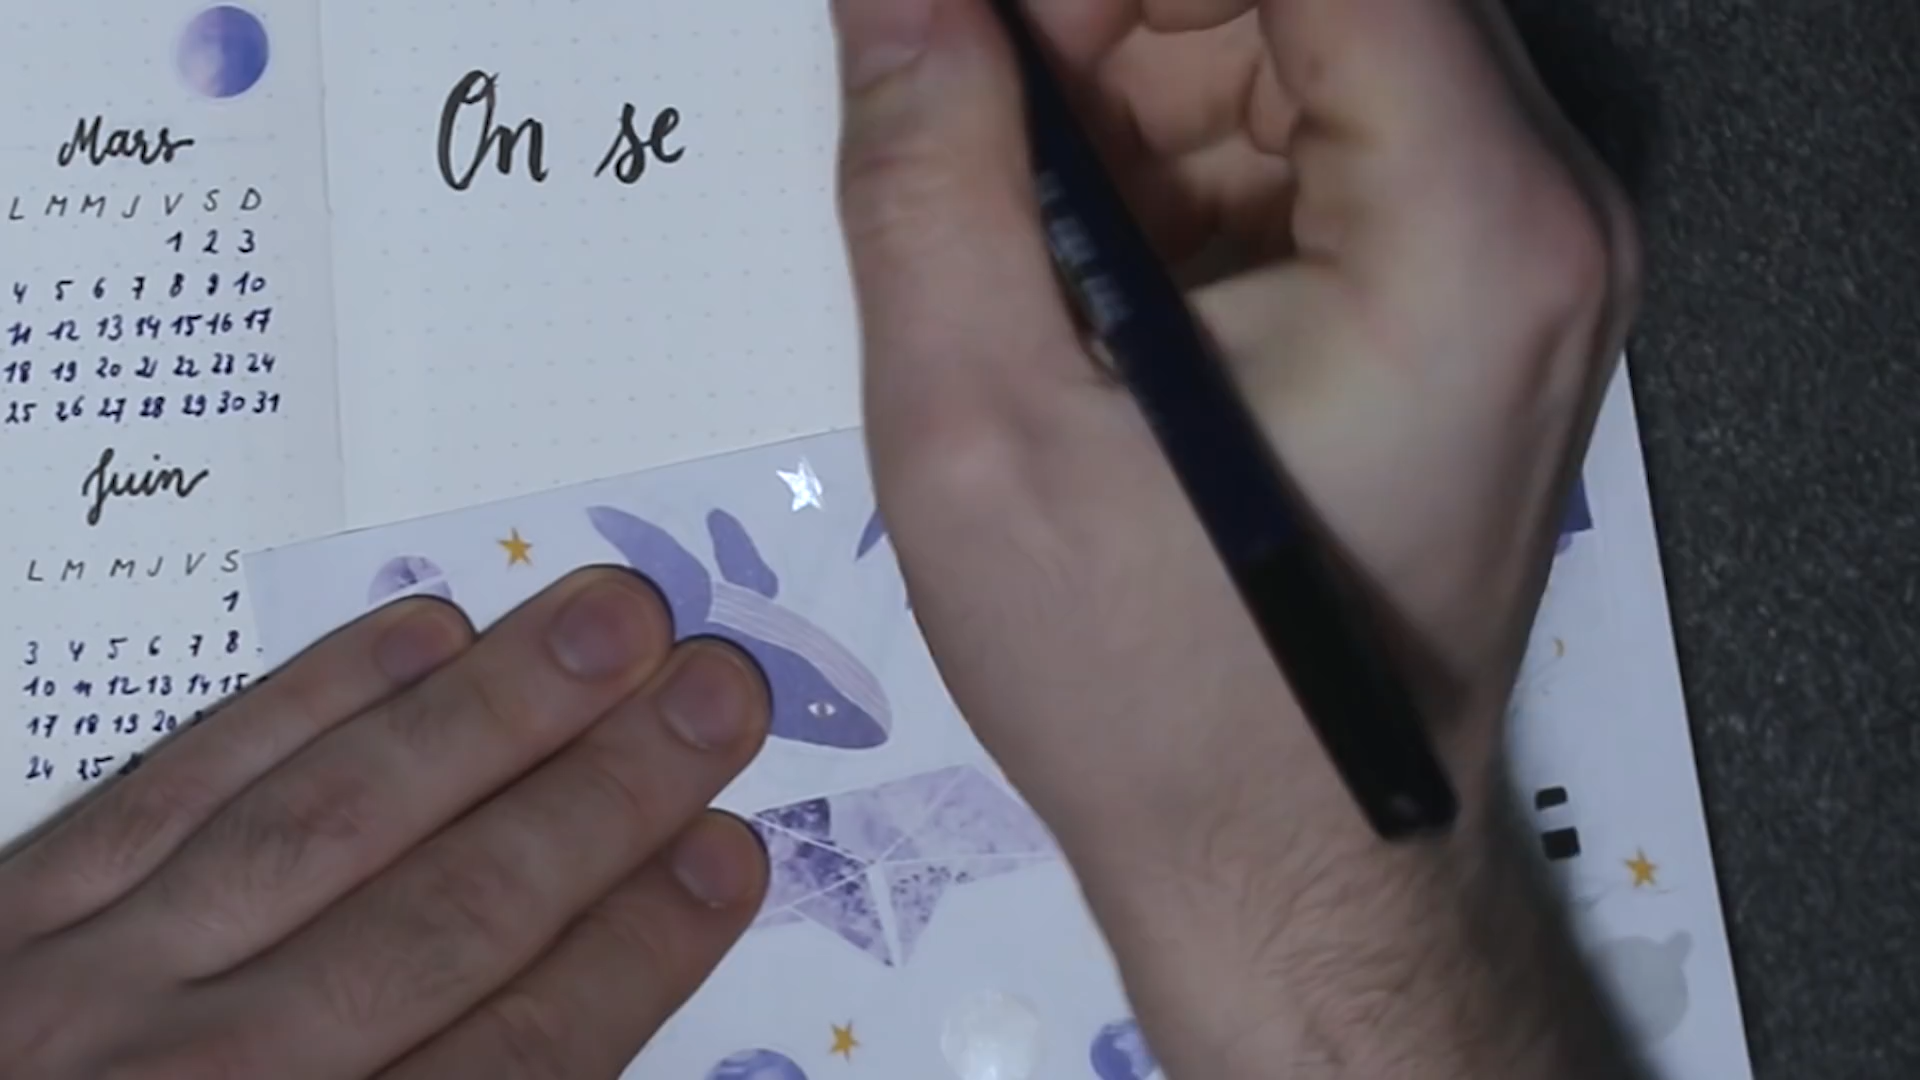 Mars
L M M J V S D
1 2 3
4 5 6 7 8 9 10
11 12 13 14 15 16 17
18 19 20 21 22 23 24
25 26 27 28 29 30 31
Juin
L M M J V S
1
3 4 5 6 7 8
10 11 12 13 14 15
17 18 19 20
24 25
On se